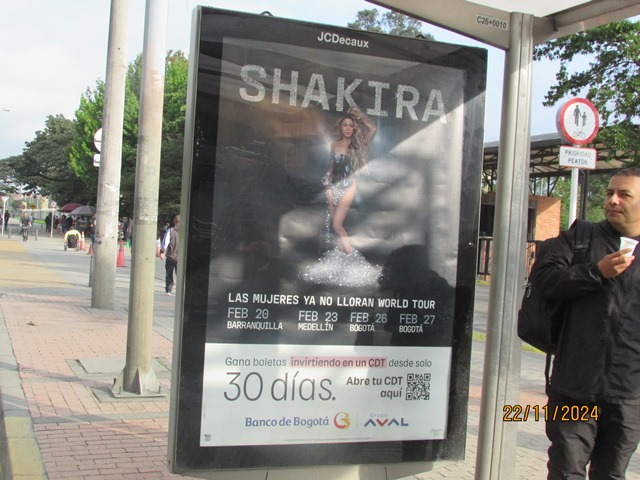 C26+0010
JCDecaux
SHAKIRA
PRIORIDAD
PEATON
LAS MUJERES YA NO LLORAN WORLD TOUR
FEB 20 FEB 23 FEB 26 FEB 27
BARRANQUILLA MEDELLÍN BOGOTÁ BOGOTÁ
Gana boletas invirtiendo en un CDT desde solo
30 días. Abre tu CDT
aquí
Banco de Bogotá Grupo
AVAL
22/11/2024